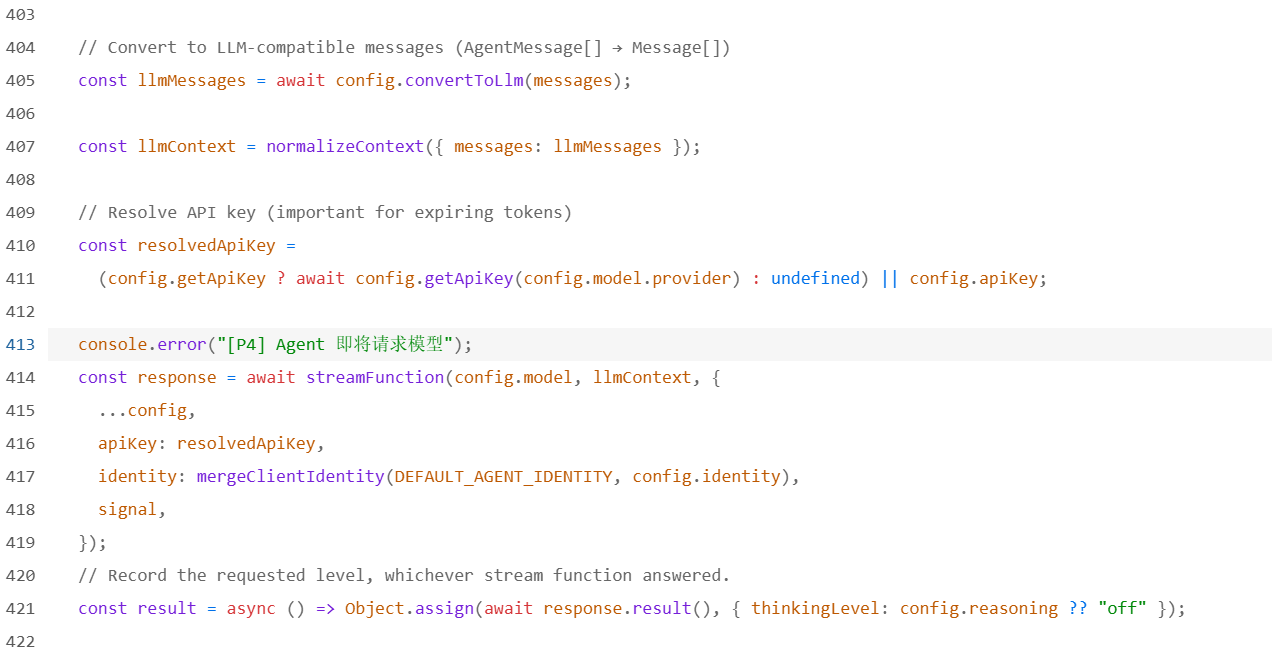 403
404 // Convert to LLM-compatible messages (AgentMessage[] → Message[])
405 const llmMessages = await config.convertToLlm(messages);
406
407 const llmContext = normalizeContext({ messages: llmMessages });
408
409 // Resolve API key (important for expiring tokens)
410 const resolvedApiKey =
411 (config.getApiKey ? await config.getApiKey(config.model.provider) : undefined) || config.apiKey;
412
413 console.error("[P4] Agent 即将请求模型");
414 const response = await streamFunction(config.model, llmContext, {
415 ...config,
416 apiKey: resolvedApiKey,
417 identity: mergeClientIdentity(DEFAULT_AGENT_IDENTITY, config.identity),
418 signal,
419 });
420 // Record the requested level, whichever stream function answered.
421 const result = async () => Object.assign(await response.result(), { thinkingLevel: config.reasoning ?? "off" });
422